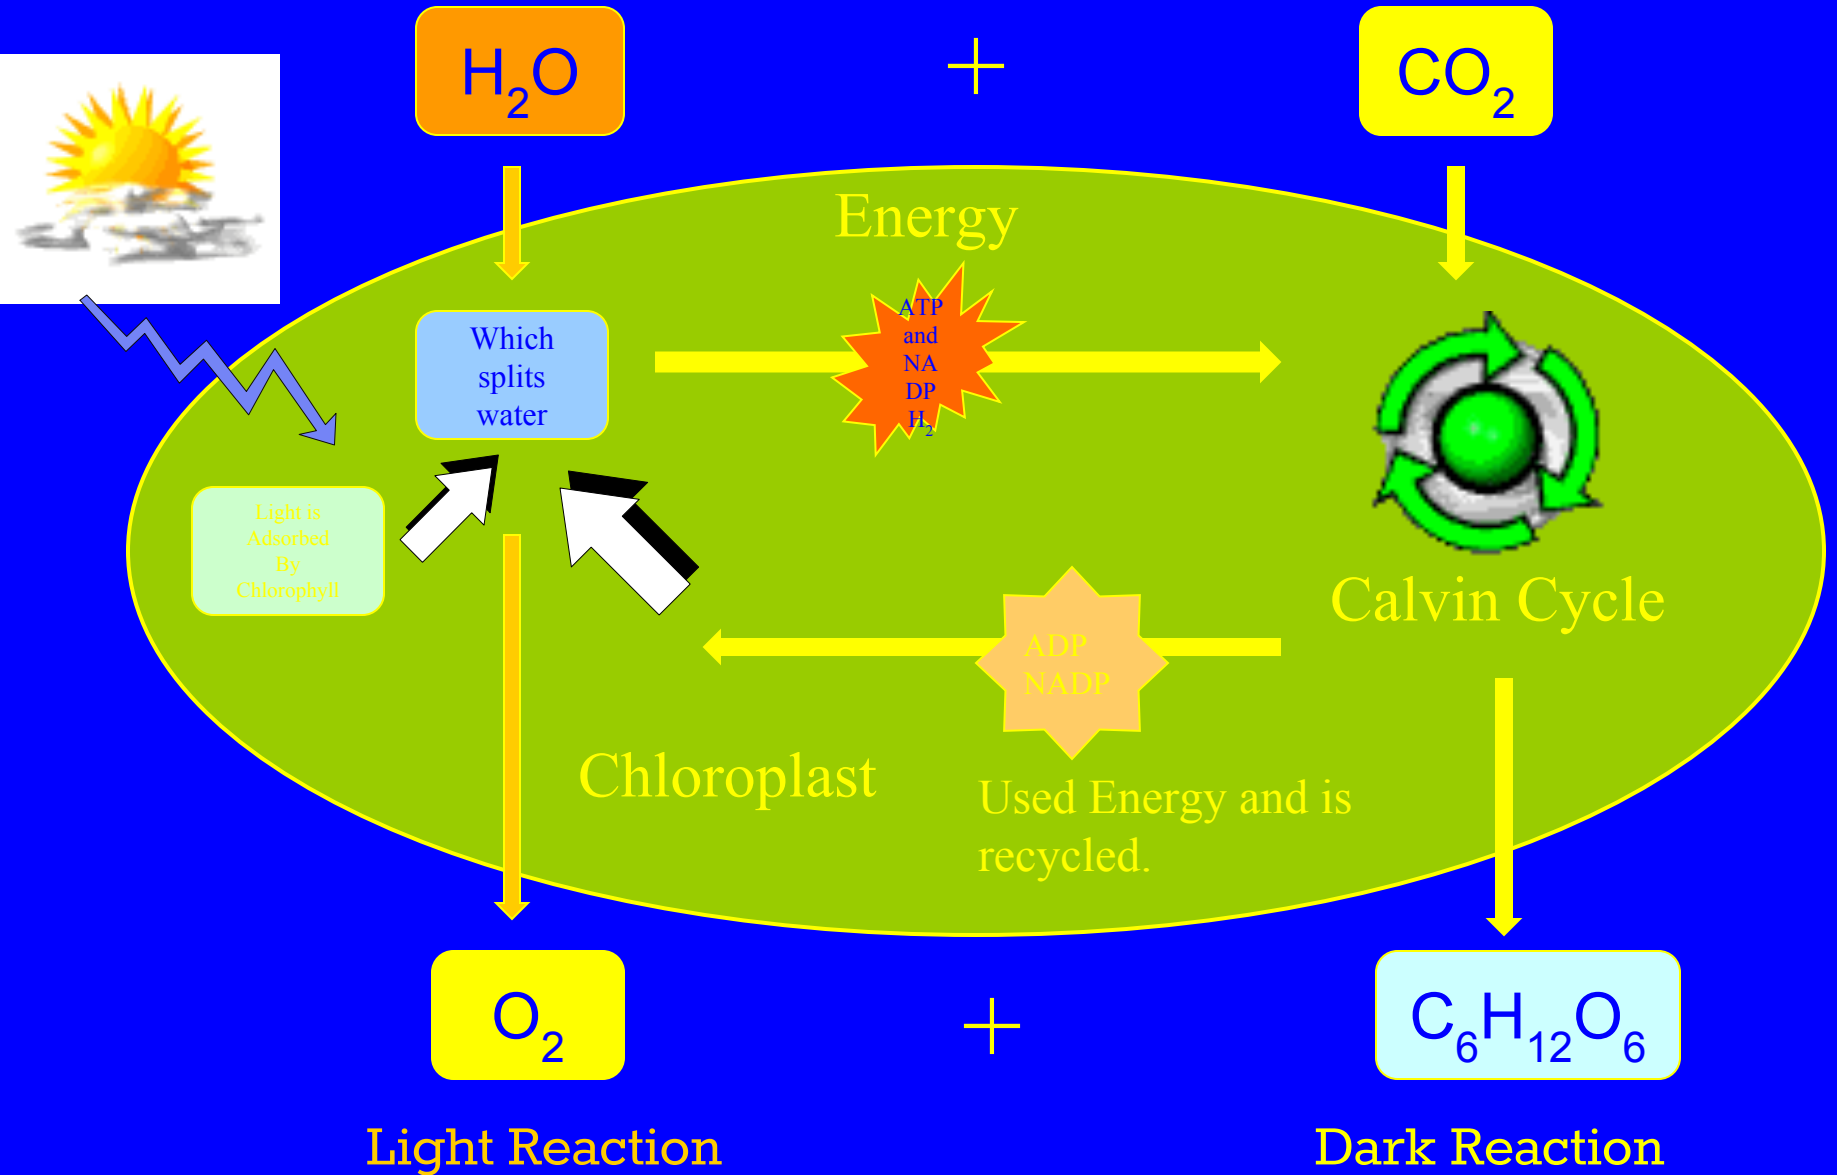 H₂O
+
CO₂
Energy
ATP
and
NA
DP
H₂
Which
splits
water
Light is
Adsorbed
By
Chlorophyll
Calvin Cycle
ADP
NADP
Chloroplast
Used Energy and is
recycled.
O₂
+
C₆H₁₂O₆
Light Reaction
Dark Reaction